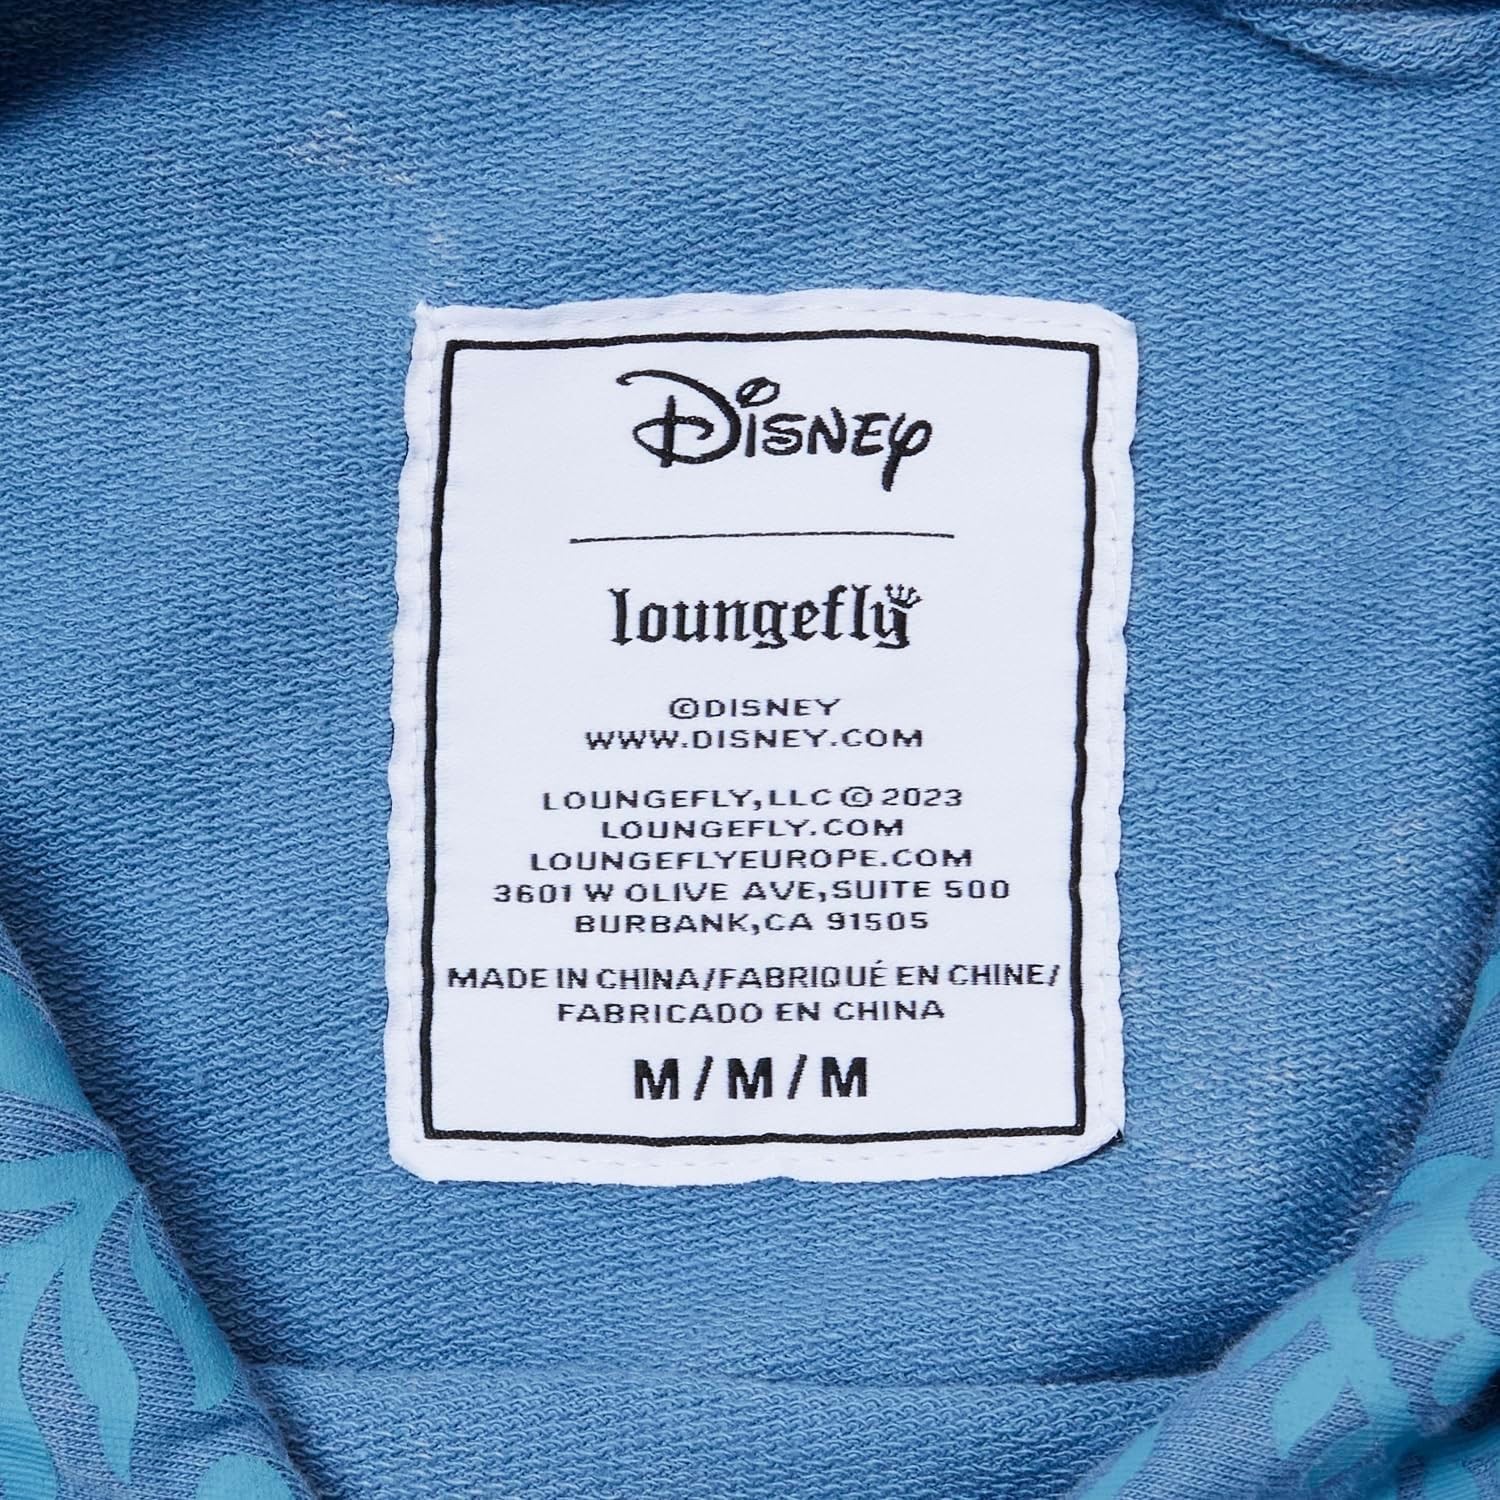 Disney
loungefly
©DISNEY
WWW.DISNEY.COM
LOUNGEFLY,LLC © 2023
LOUNGEFLY.COM
LOUNGEFLYEUROPE.COM
3601 W OLIVE AVE,SUITE 500
BURBANK,CA 91505
MADE IN CHINA/FABRIQUÉ EN CHINE/
FABRICADO EN CHINA
M/M/M